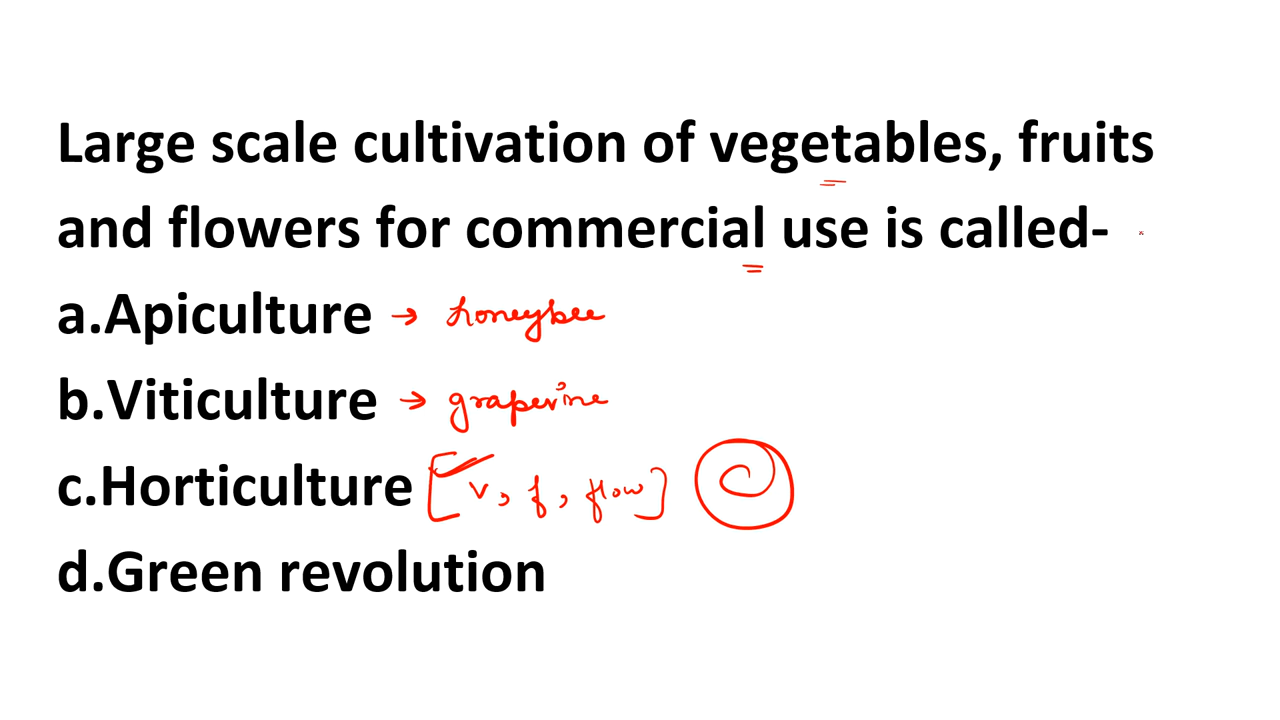 Large scale cultivation of vegetables, fruits
and flowers for commercial use is called-
a.Apiculture → honeybee
b.Viticulture → grapevine
c.Horticulture [v, f, flow] C
d.Green revolution